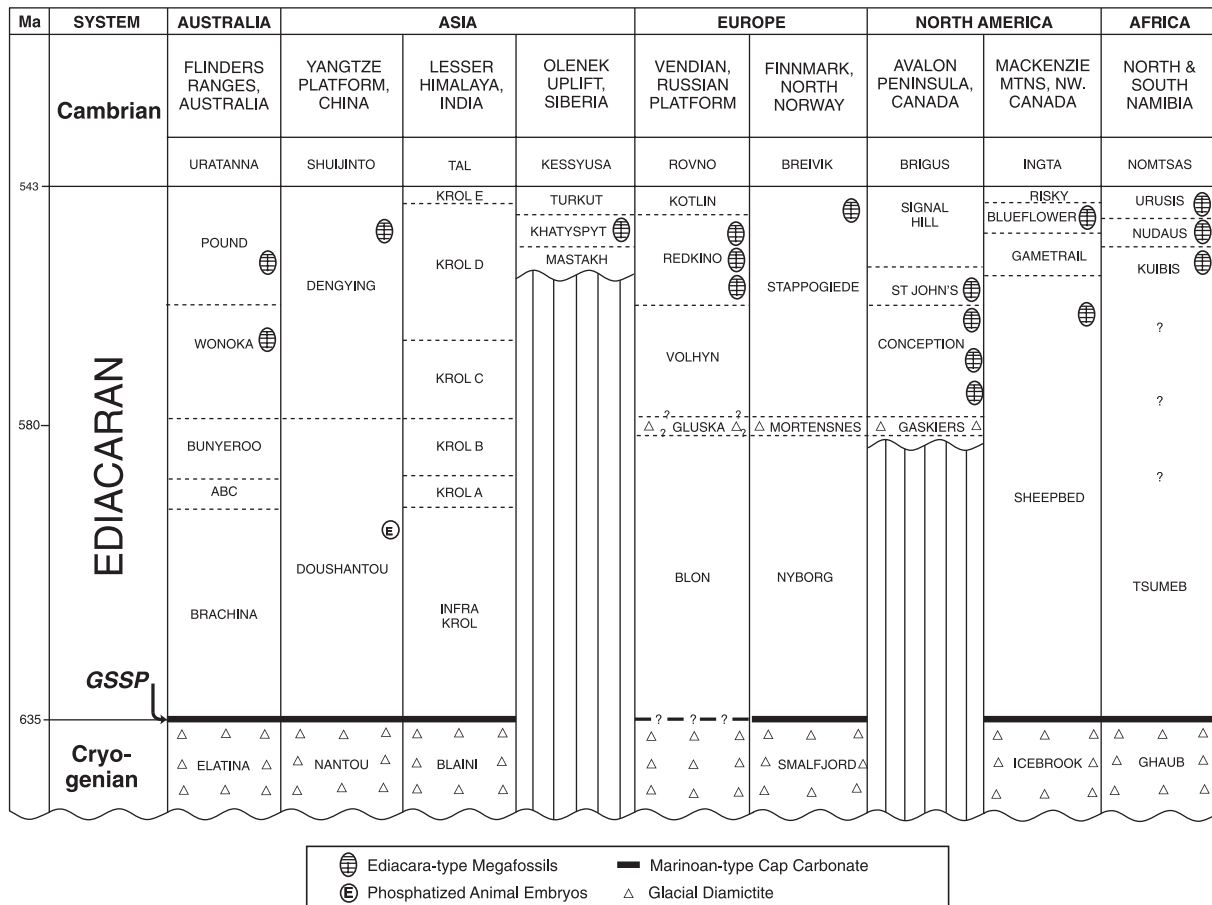 Ma SYSTEM AUSTRALIA ASIA EUROPE NORTH AMERICA AFRICA
FLINDERS RANGES, AUSTRALIA
YANGTZE PLATFORM, CHINA
LESSER HIMALAYA, INDIA
OLENEK UPLIFT, SIBERIA
VENDIAN, RUSSIAN PLATFORM
FINNMARK, NORTH NORWAY
AVALON PENINSULA, CANADA
MACKENZIE MTNS, NW. CANADA
NORTH & SOUTH NAMIBIA
Cambrian
URATANNA SHUIJINTO TAL KESSYUSA ROVNO BREIVIK BRIGUS INGTA NOMTSAS
543
EDIACARAN
580
GSSP
635
Cryo-
genian
POUND
WONOKA
BUNYEROO
ABC
BRACHINA
ELATINA
DENGYING
DOUSHANTOU
E
NANTOU
KROL E
KROL D
KROL C
KROL B
KROL A
INFRA
KROL
BLAINI
TURKUT
KHATYSPYT
MASTAKH
KOTLIN
REDKINO
VOLHYN
? ?
GLUSKA
? ?
BLON
? ? ?
STAPPOGIEDE
MORTENSNES
NYBORG
SMALFJORD
SIGNAL
HILL
ST JOHN'S
CONCEPTION
GASKIERS
RISKY
BLUEFLOWER
GAMETRAIL
SHEEPBED
ICEBROOK
URUSIS
NUDAUS
KUIBIS
?
?
?
TSUMEB
GHAUB
Ediacara-type Megafossils Marinoan-type Cap Carbonate
E Phosphatized Animal Embryos Glacial Diamictite